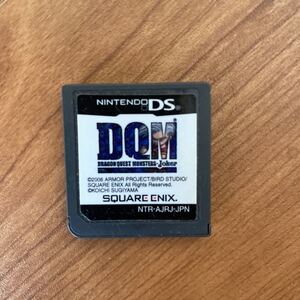 NINTENDO DS
DQM
DRAGON QUEST MONSTERS Joker
©2006 ARMOR PROJECT/BIRD STUDIO/
SQUARE ENIX All Rights Reserved.
©KOICHI SUGIYAMA
SQUARE ENIX.
NTR-AJRJ-JPN